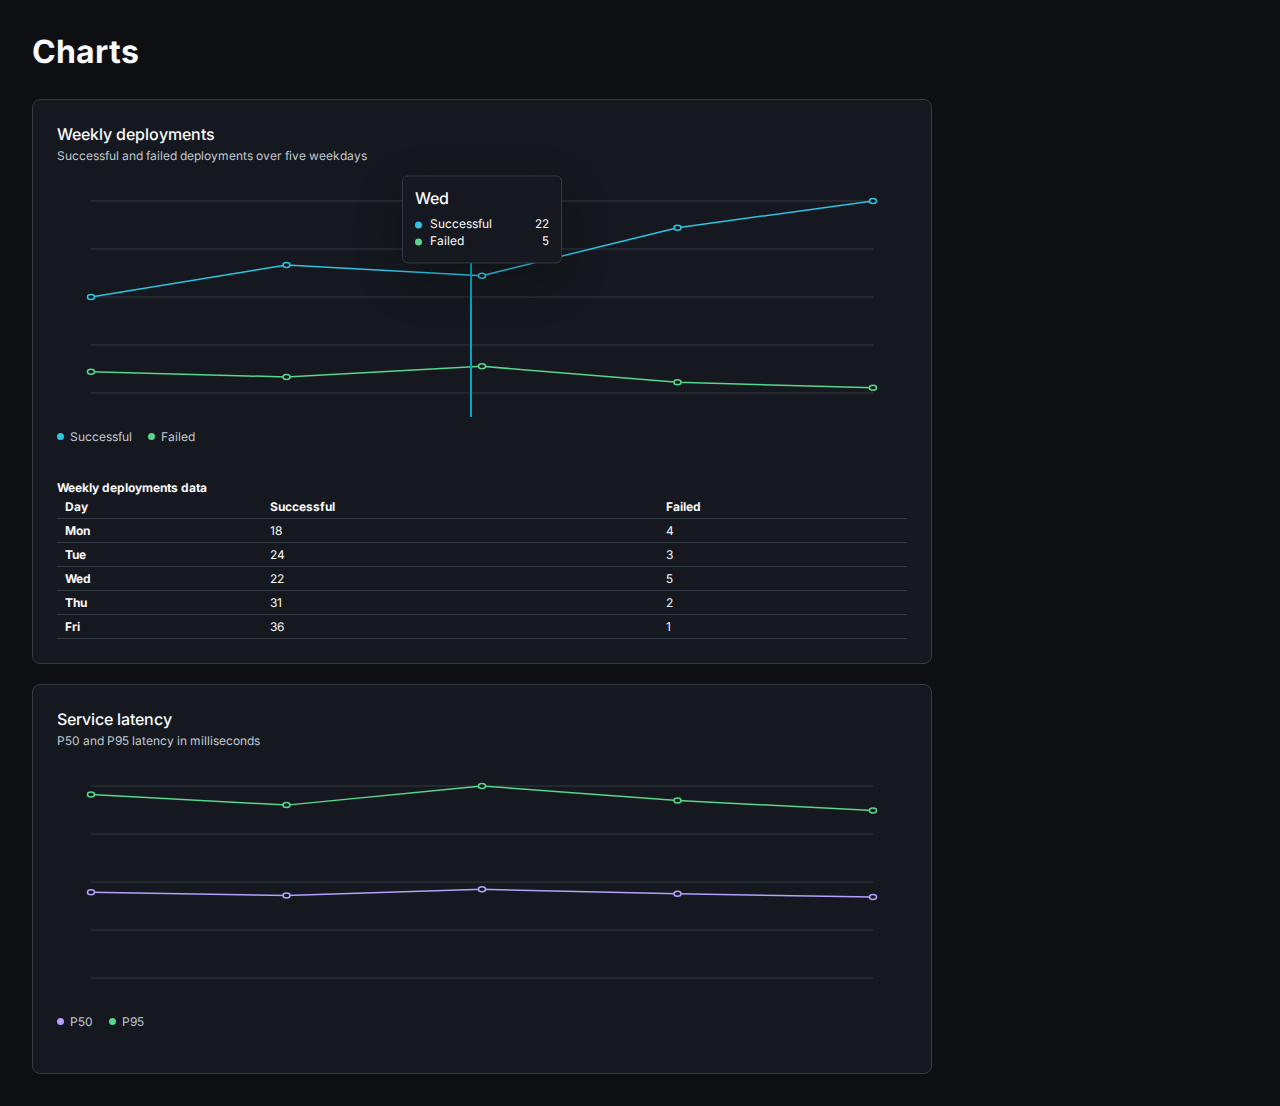 Charts
Weekly deployments
Successful and failed deployments over five weekdays
Wed
Successful 22
Failed 5
Successful Failed
Weekly deployments data
Day Successful Failed
Mon 18 4
Tue 24 3
Wed 22 5
Thu 31 2
Fri 36 1
Service latency
P50 and P95 latency in milliseconds
P50 P95